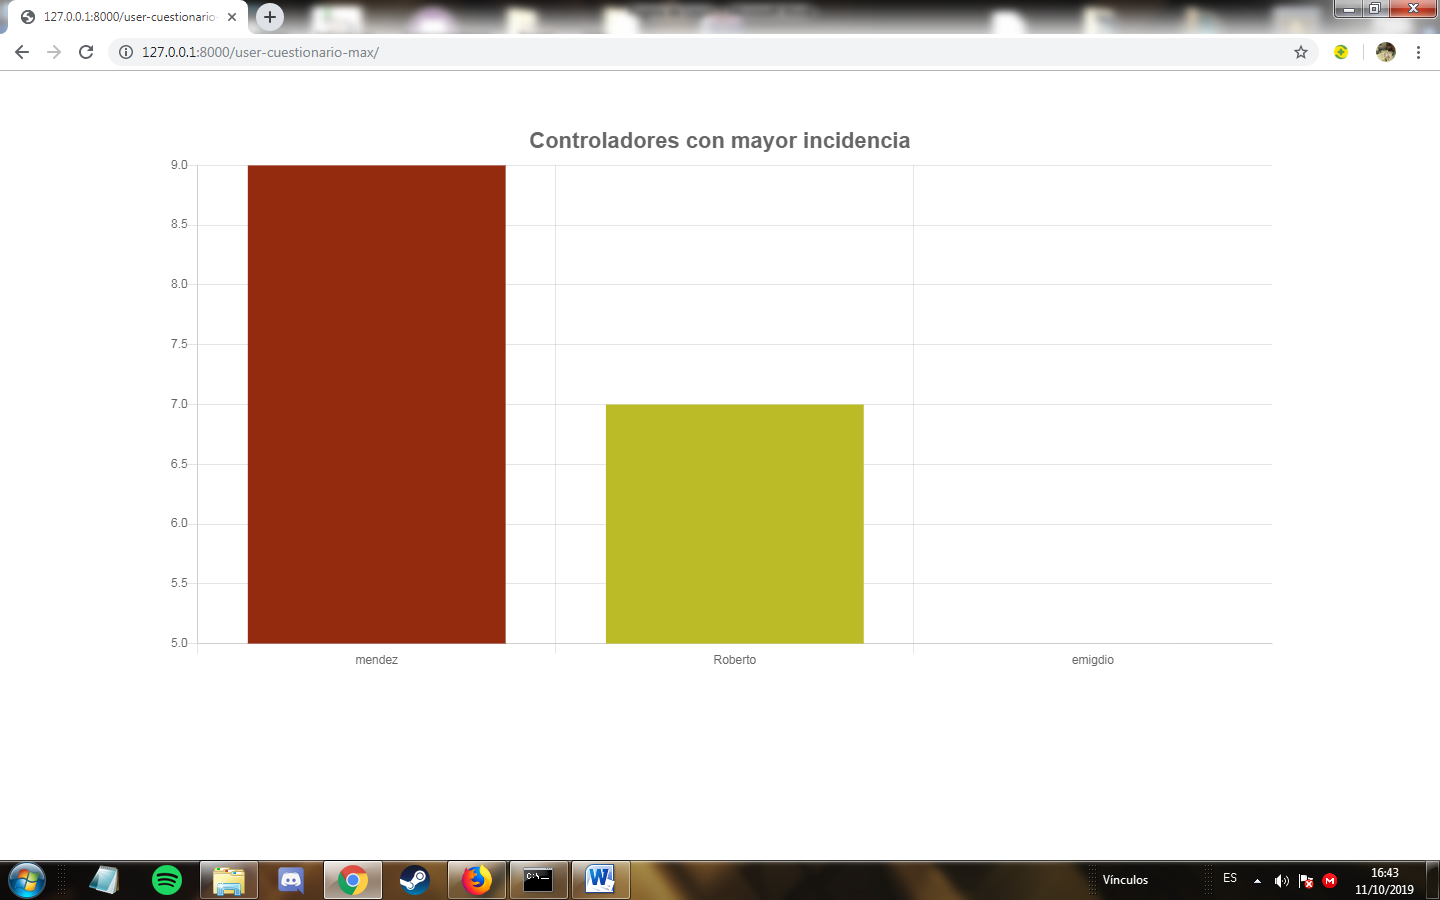 127.0.0.1:8000/user-cuestionario-
127.0.0.1:8000/user-cuestionario-max/
Controladores con mayor incidencia
9.0
8.5
8.0
7.5
7.0
6.5
6.0
5.5
5.0
mendez Roberto emigdio
C:\_
W
Vínculos
ES
M
16:43
11/10/2019